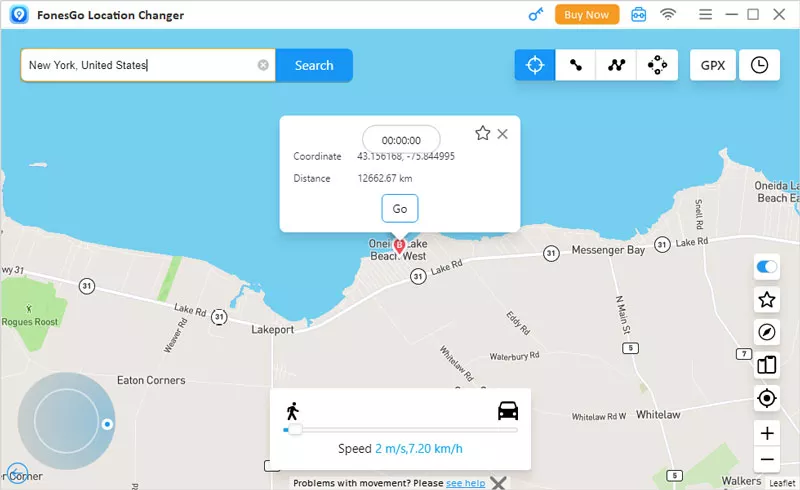 FonesGo Location Changer
Buy Now
New York, United States
Search
GPX
00:00:00
Coordinate 43.156168, -75.844995
Distance 12662.67 km
Go
Oneida La
Beach Ea
Snell Rd
Oneida Lake
Beach West
Messenger Bay
31
Lake Rd
31
Lake Rd
31
wy 31
31
Lake Rd
31
Rogues Roost
Weaver Rd
Lakeport
Eddy Rd
N Main St
5
7
Waterbury Rd
Whitelaw Rd
Eaton Corners
Whitelaw Rd W
Whitelaw
Speed 2 m/s,7.20 km/h
5
r Corner
Problems with movement? Please see help
Walkers
Leaflet